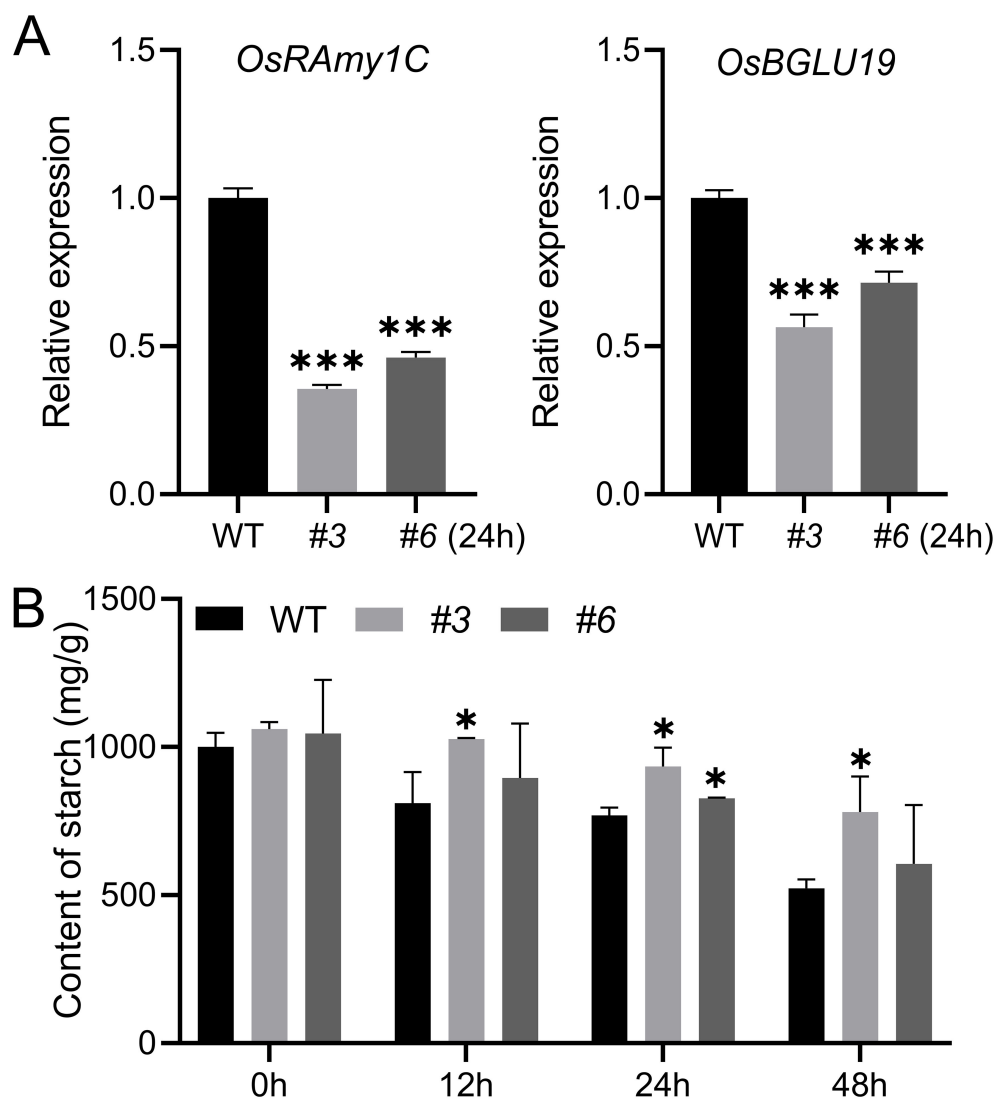 A
OsRAmy1C
Relative expression
1.5
1.0
0.5
0.0
***
***
WT #3 #6 (24h)
OsBGLU19
Relative expression
1.5
1.0
0.5
0.0
***
***
WT #3 #6 (24h)
B
WT #3 #6
Content of starch (mg/g)
1500
1000
500
0
*
*
*
*
0h 12h 24h 48h